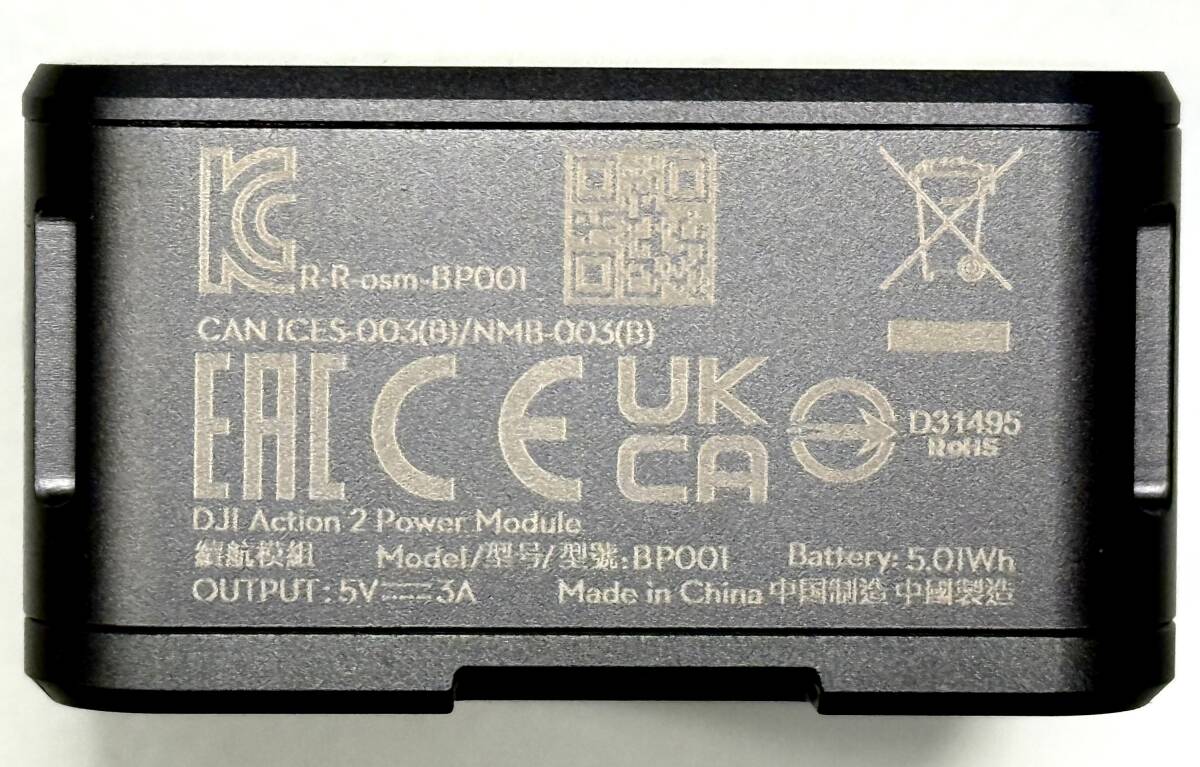 R-R-osm-BP001
CAN ICES-003(B)/NMB-003(B)
EAC CE UK CA
D31495
RoHS
DJI Action 2 Power Module
續航模組 Model/型号/型號:BP001 Battery: 5.01Wh
OUTPUT: 5V⎓3A Made in China 中国制造 中國製造